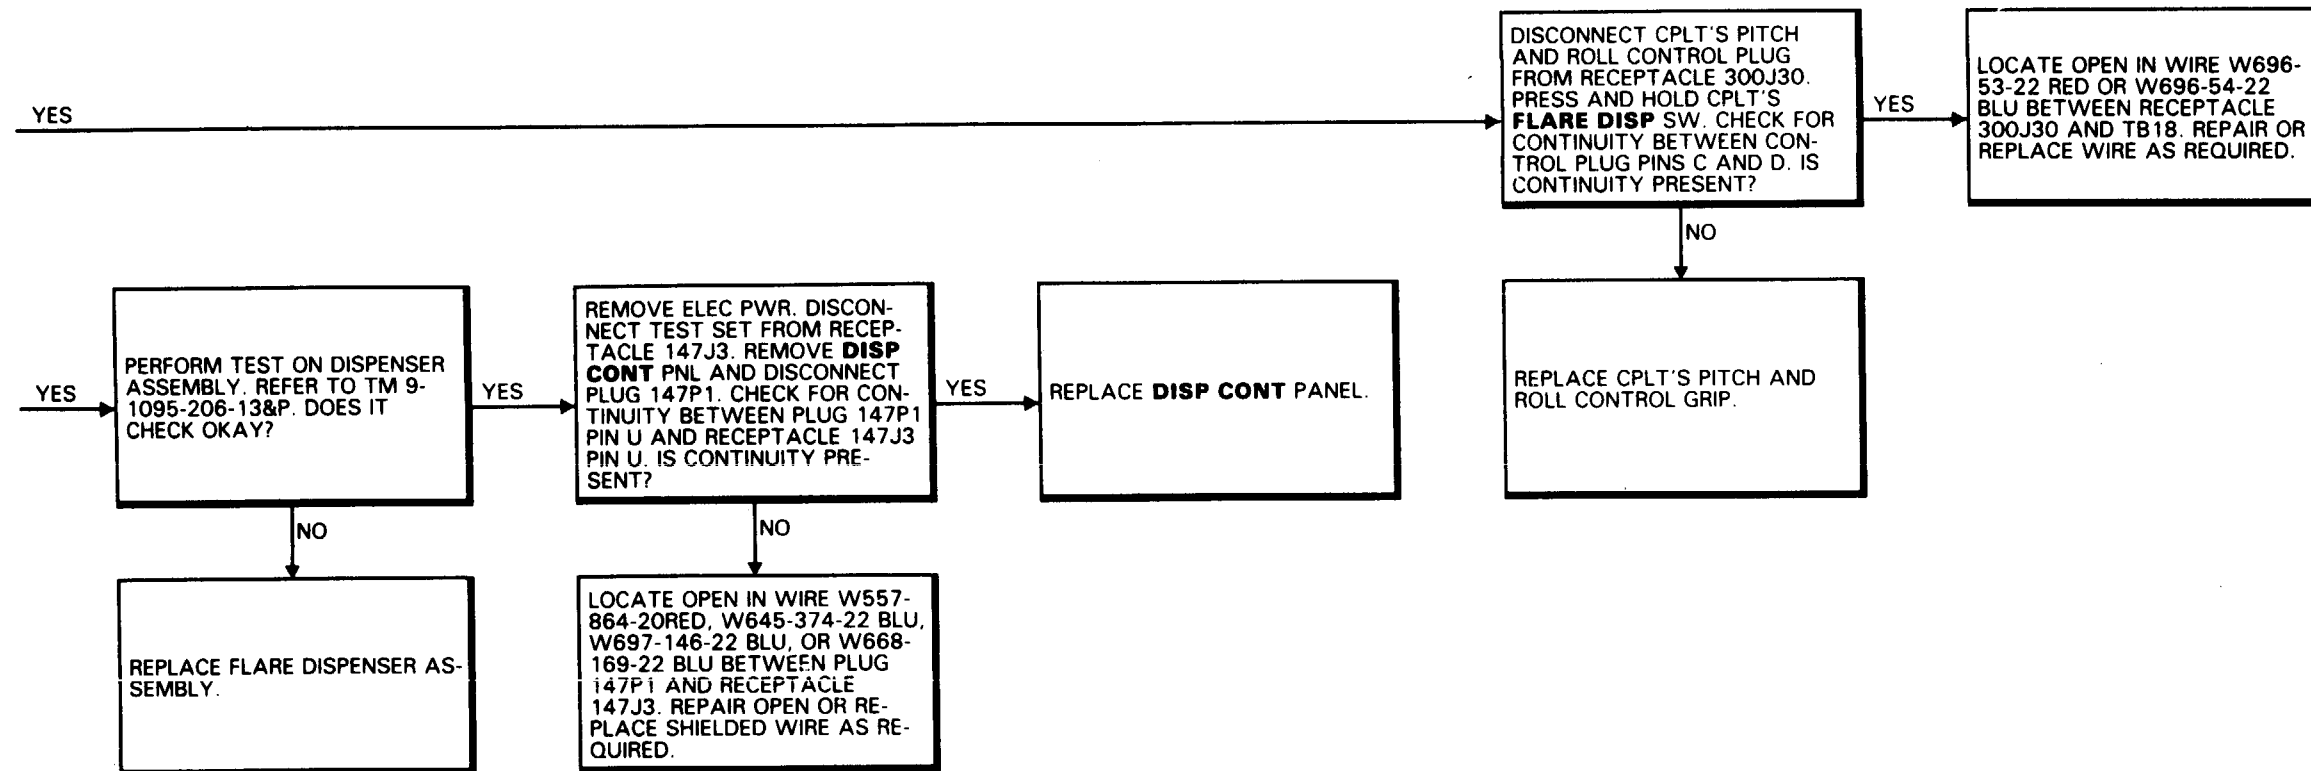 YES
DISCONNECT CPLT'S PITCH
AND ROLL CONTROL PLUG
FROM RECEPTACLE 300J30.
PRESS AND HOLD CPLT'S
FLARE DISP SW. CHECK FOR
CONTINUITY BETWEEN CON-
TROL PLUG PINS C AND D. IS
CONTINUITY PRESENT?
YES
LOCATE OPEN IN WIRE W696-
53-22 RED OR W696-54-22
BLU BETWEEN RECEPTACLE
300J30 AND TB18. REPAIR OR
REPLACE WIRE AS REQUIRED.
NO
REPLACE CPLT'S PITCH AND
ROLL CONTROL GRIP.
YES
PERFORM TEST ON DISPENSER
ASSEMBLY. REFER TO TM 9-
1095-206-13&P. DOES IT
CHECK OKAY?
YES
REMOVE ELEC PWR. DISCON-
NECT TEST SET FROM RECEP-
TACLE 147J3. REMOVE DISP
CONT PNL AND DISCONNECT
PLUG 147P1. CHECK FOR CON-
TINUITY BETWEEN PLUG 147P1
PIN U AND RECEPTACLE 147J3
PIN U. IS CONTINUITY PRE-
SENT?
YES
REPLACE DISP CONT PANEL.
NO
REPLACE FLARE DISPENSER AS-
SEMBLY.
NO
LOCATE OPEN IN WIRE W557-
864-20RED, W645-374-22 BLU,
W697-146-22 BLU, OR W668-
169-22 BLU BETWEEN PLUG
147P1 AND RECEPTACLE
147J3. REPAIR OPEN OR RE-
PLACE SHIELDED WIRE AS RE-
QUIRED.